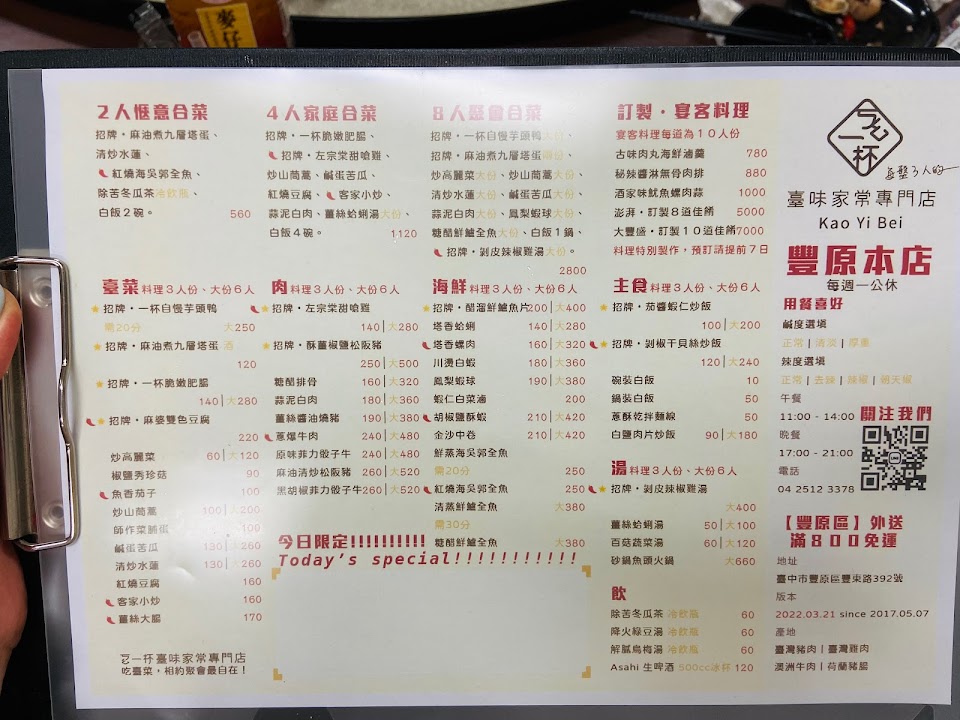 麥仔
2人愜意合菜
招牌・麻油煮九層塔蛋、
清炒水蓮、
紅燒海吳郭全魚、
除苦冬瓜茶冷飲瓶、
白飯2碗。 560
4人家庭合菜
招牌・一杯脆嫩肥腸、
招牌・左宗棠甜嗆雞、
炒山茼蒿、鹹蛋苦瓜、
紅燒豆腐、客家小炒、
蒜泥白肉、薑絲蛤蜊湯大份、
白飯4碗。 1120
8人聚會合菜
招牌・一杯自慢芋頭鴨大份、
招牌・麻油煮九層塔蛋
炒高麗菜大份、炒山茼蒿大份、
清炒水蓮大份、鹹蛋苦瓜大份、
蒜泥白肉大份、鳳梨蝦球大份、
糖醋鮮鱸全魚大份、白飯1鍋、
招牌・剝皮辣椒雞湯大份。
2800
訂製・宴客料理
宴客料理每道為10人份
古味肉丸海鮮滷羹 780
秘辣醬淋無骨肉排 880
酒家味魷魚螺肉蒜 1000
澎湃・訂製8道佳餚 5000
大豐盛・訂製10道佳餚7000
料理特別製作，預訂請提前7日
臺菜 料理3人份、大份6人
招牌・一杯自慢芋頭鴨
需20分 大250
招牌・麻油煮九層塔蛋 酒
120
招牌・一杯脆嫩肥腸
140|大280
招牌・麻婆雙色豆腐
220
炒高麗菜 60|大120
椒鹽秀珍菇 90
魚香茄子 100
炒山茼蒿 100|大200
師作菜脯蛋 100
鹹蛋苦瓜 130|大260
清炒水蓮 130|大260
紅燒豆腐 160
客家小炒 160
薑絲大腸 170
一杯臺味家常專門店
吃臺菜，相約聚會最自在！
肉 料理3人份、大份6人
招牌・左宗棠甜嗆雞
140|大280
招牌・酥薑椒鹽松阪豬
250|大500
糖醋排骨 160|大320
蒜泥白肉 180|大360
薑絲醬油燒豬 190|大380
蔥爆牛肉 240|大480
原味菲力骰子牛 240|大480
麻油清炒松阪豬 260|大520
黑胡椒菲力骰子牛260|大520
今日限定!!!!!!!!!!!
Today’s special!!!!!!!!!!!!
海鮮 料理3人份、大份6人
招牌・醋溜鮮鱸魚片200|大400
塔香蛤蜊 140|大280
塔香螺肉 160|大320
川燙白蝦 180|大360
鳳梨蝦球 190|大380
蝦仁白菜滷 200
胡椒鹽酥蝦 210|大420
金沙中卷 210|大420
鮮蒸海吳郭全魚
需20分 250
紅燒海吳郭全魚 250
清蒸鮮鱸全魚 大380
需30分
糖醋鮮鱸全魚 大380
主食 料理3人份、大份6人
招牌・茄醬蝦仁炒飯
100|大200
招牌・剁椒干貝絲炒飯
120|大240
碗裝白飯 10
鍋裝白飯 50
蔥酥乾拌麵線 50
白鹽肉片炒飯 90|大180
湯 料理3人份、大份6人
招牌・剝皮辣椒雞湯
大400
薑絲蛤蜊湯 50|大100
百菇蔬菜湯 60|大120
砂鍋魚頭火鍋 大660
飲
除苦冬瓜茶 冷飲瓶 60
降火綠豆湯 冷飲瓶 60
解膩烏梅湯 冷飲瓶 60
Asahi 生啤酒 500cc冰杯 120
一杯
臺味家常專門店
Kao Yi Bei
豐原本店
每週一公休
用餐喜好
鹹度選填
正常｜清淡｜厚重
辣度選填
正常｜去辣｜辣椒｜朝天椒
午餐
11:00 - 14:00
晚餐
17:00 - 21:00
電話
04 2512 3378
關注我們
LINE
【豐原區】外送
滿800免運
地址
臺中市豐原區豐東路392號
版本
2022.03.21 since 2017.05.07
產地
臺灣豬肉｜臺灣雞肉
澳洲牛肉｜荷蘭豬腸